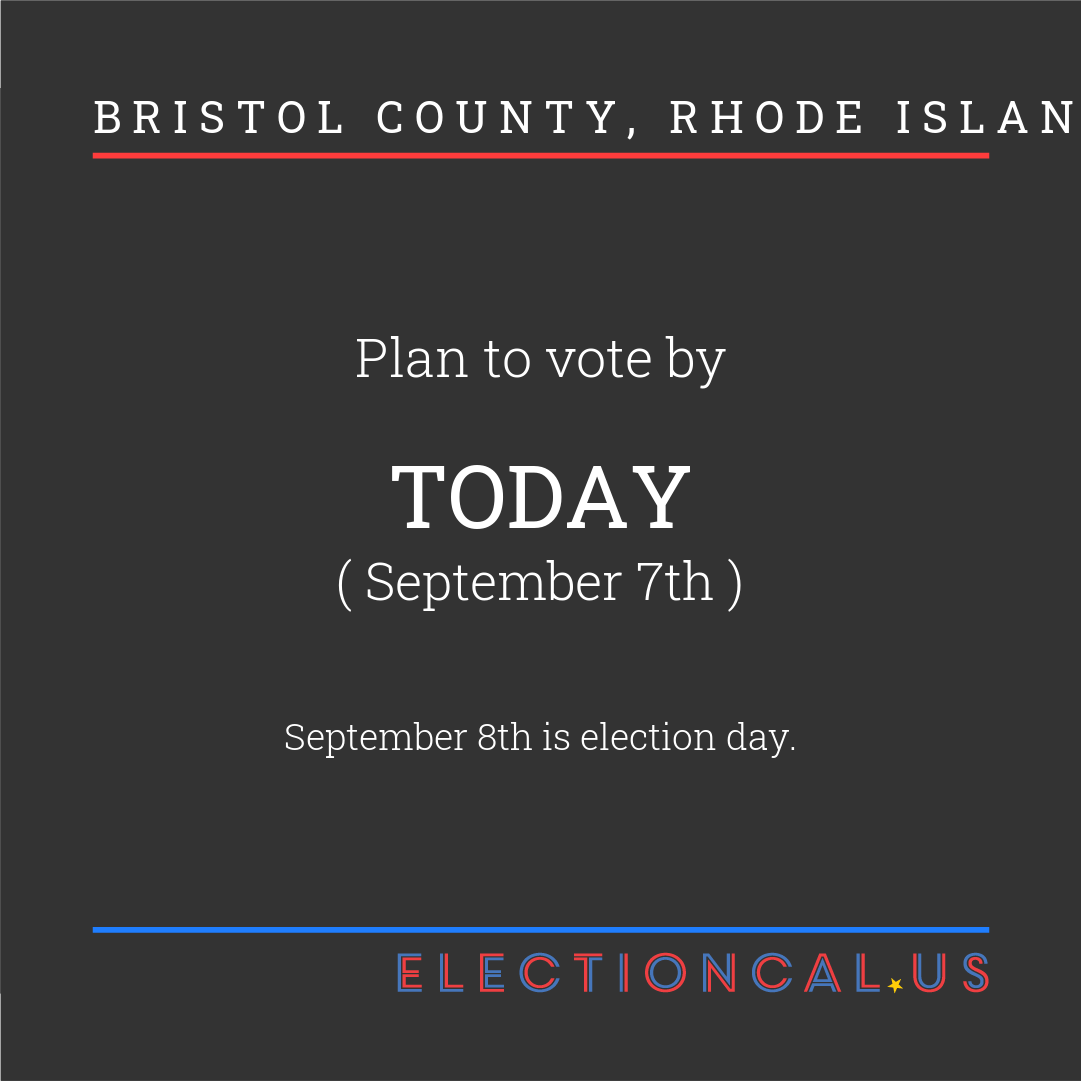 BRISTOL COUNTY, RHODE ISLAN
Plan to vote by
TODAY
( September 7th )
September 8th is election day.
ELECTIONCAL.US